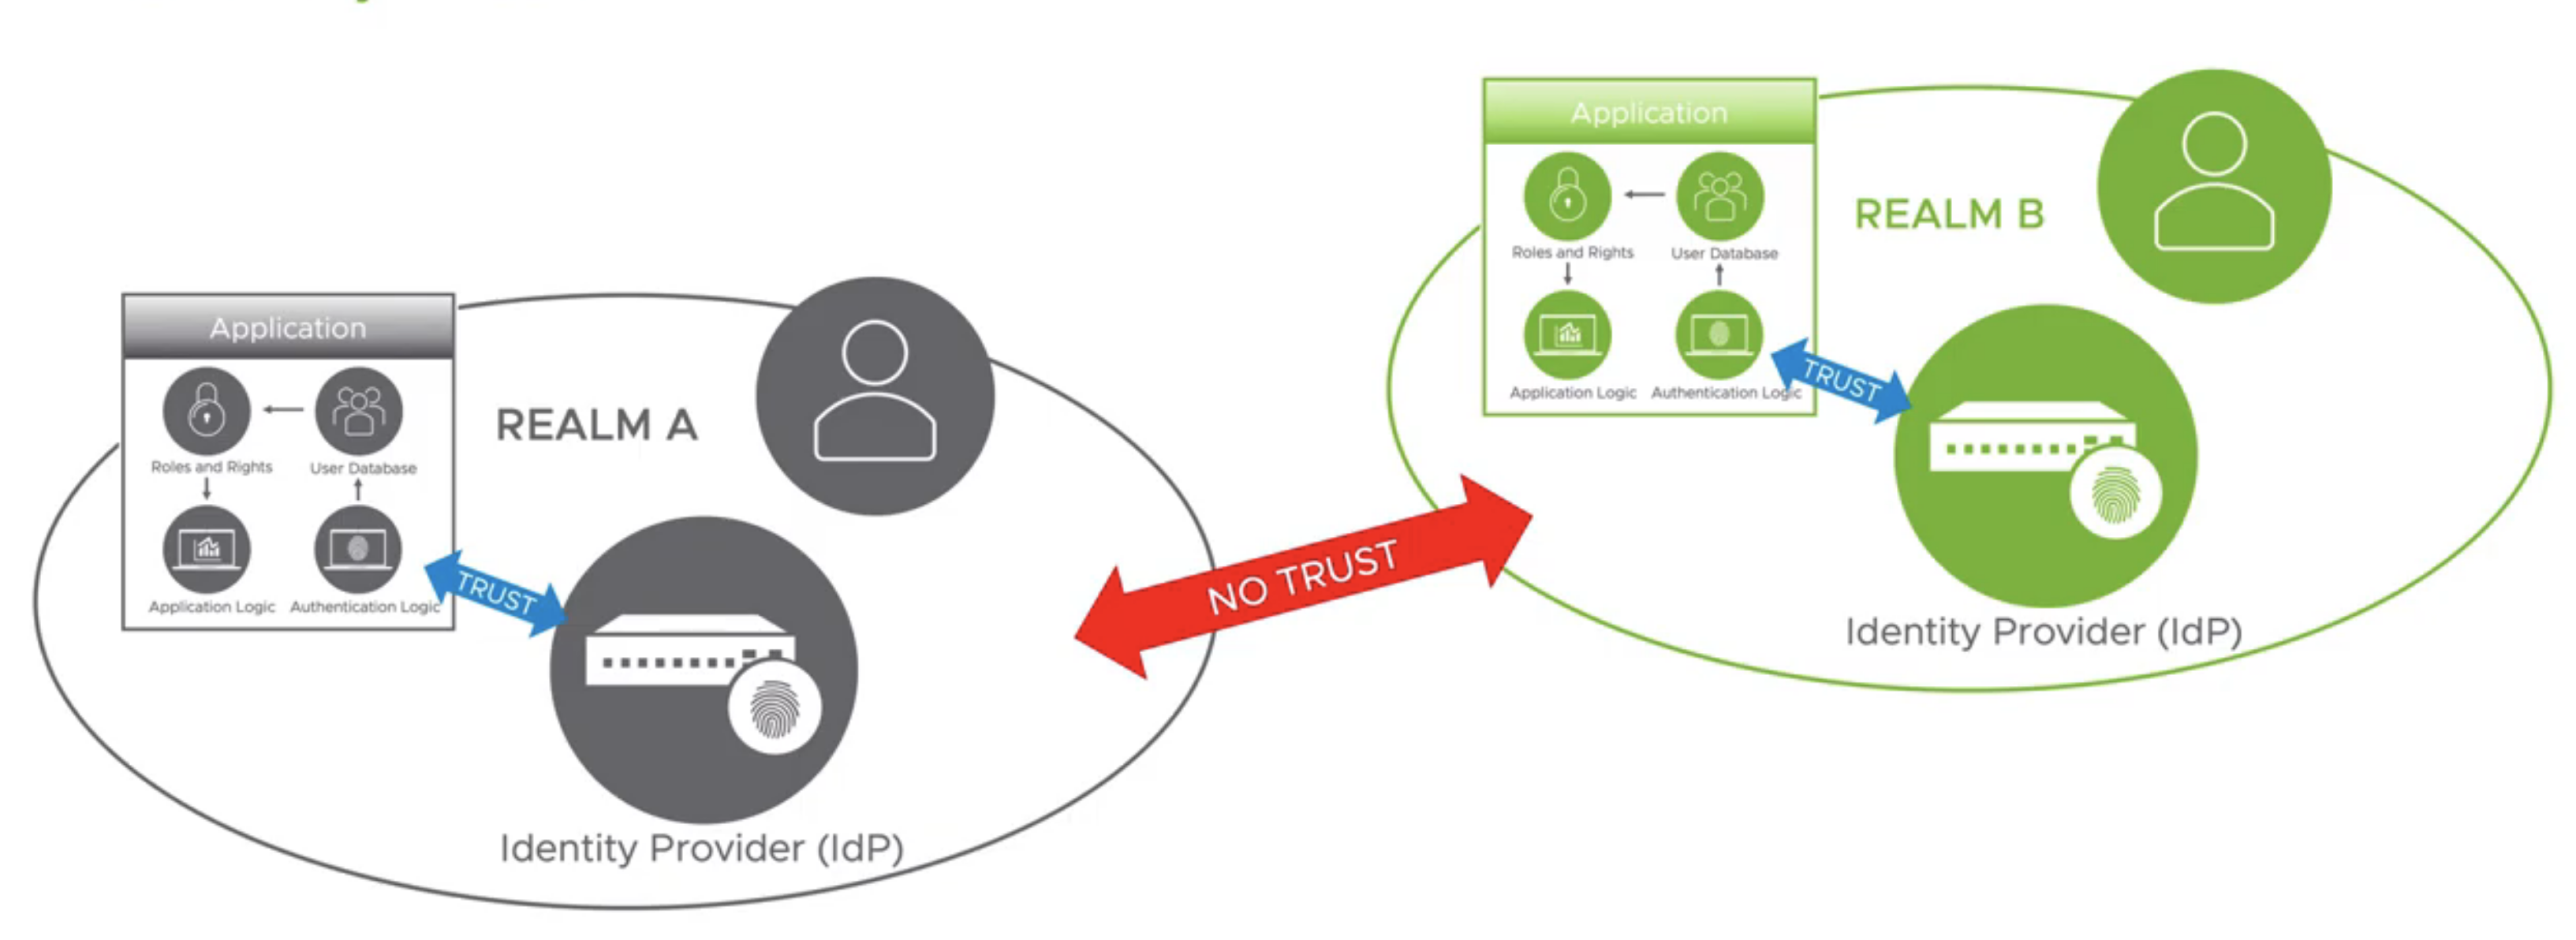 Application
Roles and Rights
User Database
Application Logic
Authentication Logic
TRUST
REALM A
Identity Provider (IdP)
NO TRUST
Application
Roles and Rights
User Database
Application Logic
Authentication Logic
TRUST
REALM B
Identity Provider (IdP)